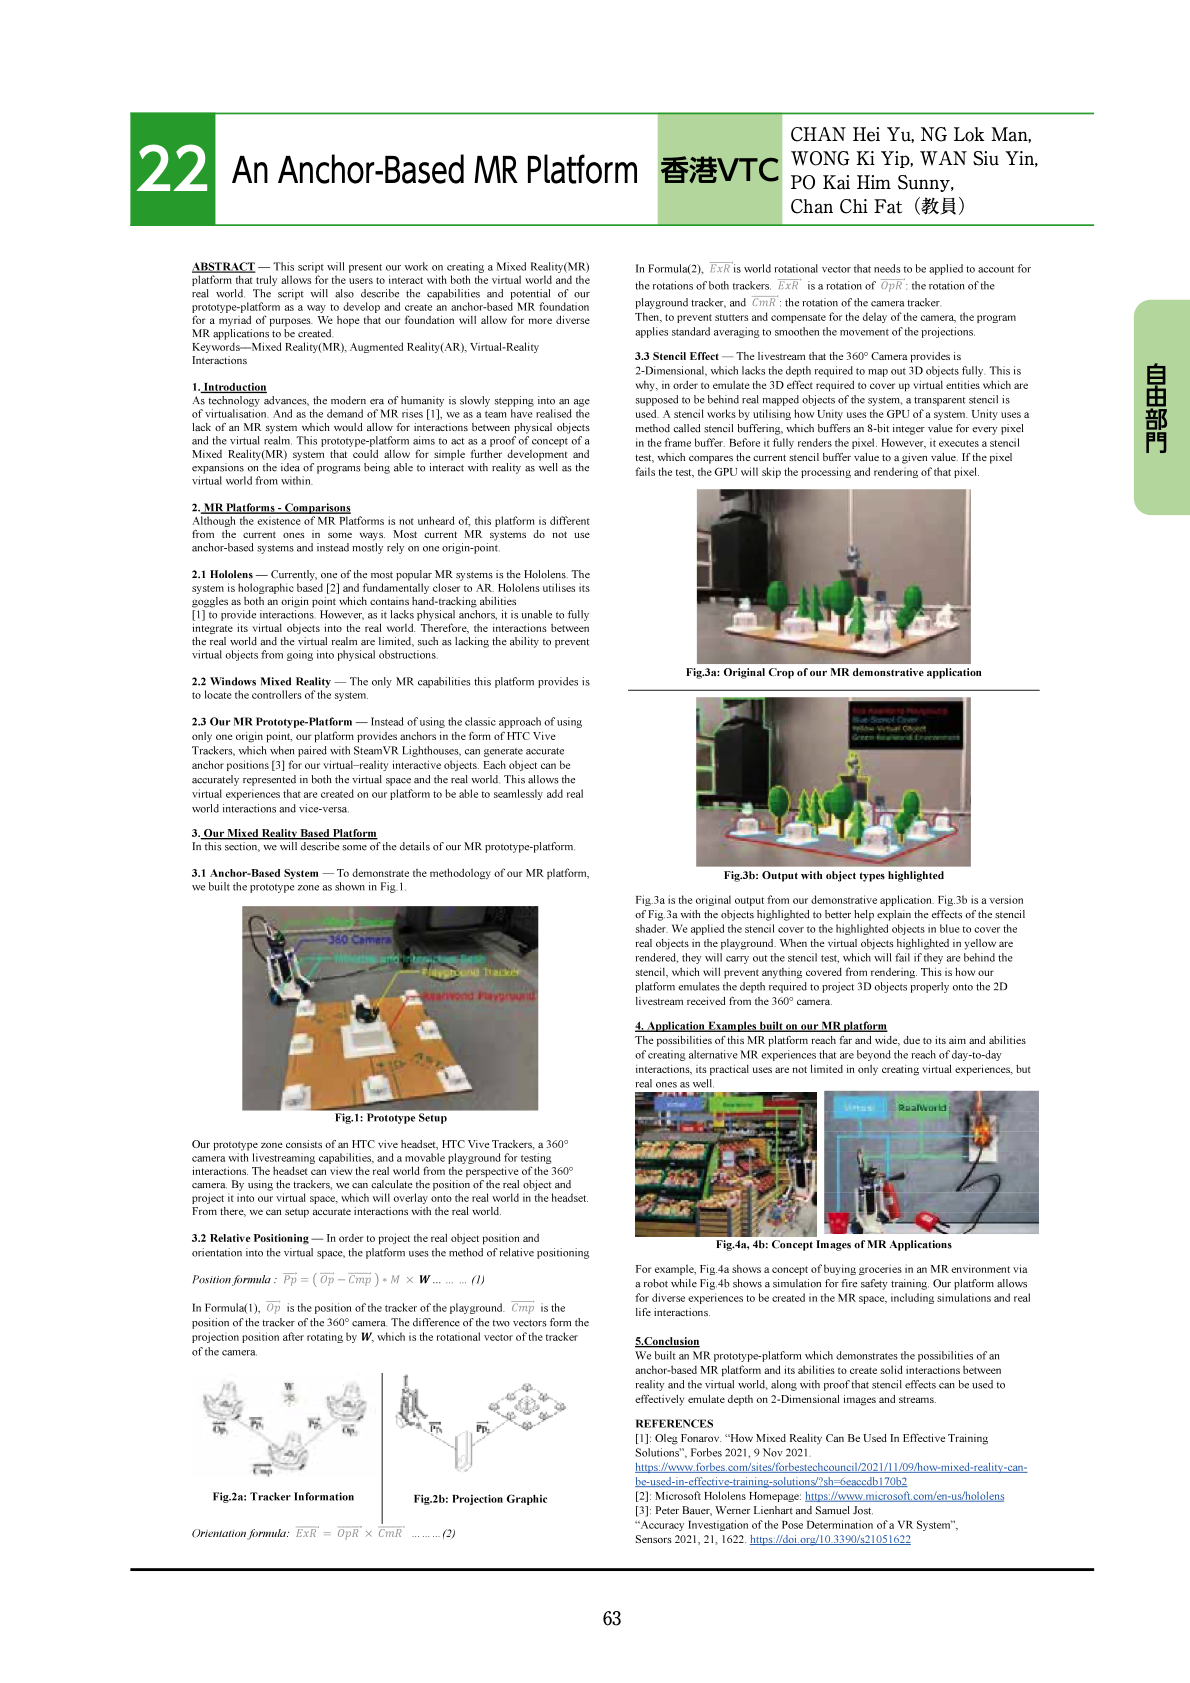 22
An Anchor-Based MR Platform
香港VTC
CHAN Hei Yu, NG Lok Man,
WONG Ki Yip, WAN Siu Yin,
PO Kai Him Sunny,
Chan Chi Fat（教員）
自由部門
ABSTRACT — This script will present our work on creating a Mixed Reality(MR)
platform that truly allows for the users to interact with both the virtual world and the
real world. The script will also describe the capabilities and potential of our
prototype-platform as a way to develop and create an anchor-based MR foundation
for a myriad of purposes. We hope that our foundation will allow for more diverse
MR applications to be created.
Keywords—Mixed Reality(MR), Augmented Reality(AR), Virtual-Reality
Interactions
1. Introduction
As technology advances, the modern era of humanity is slowly stepping into an age
of virtualisation. And as the demand of MR rises [1], we as a team have realised the
lack of an MR system which would allow for interactions between physical objects
and the virtual realm. This prototype-platform aims to act as a proof of concept of a
Mixed Reality(MR) system that could allow for simple further development and
expansions on the idea of programs being able to interact with reality as well as the
virtual world from within.
2. MR Platforms - Comparisons
Although the existence of MR Platforms is not unheard of, this platform is different
from the current ones in some ways. Most current MR systems do not use
anchor-based systems and instead mostly rely on one origin-point.
2.1 Hololens — Currently, one of the most popular MR systems is the Hololens. The
system is holographic based [2] and fundamentally closer to AR. Hololens utilises its
goggles as both an origin point which contains hand-tracking abilities
[1] to provide interactions. However, as it lacks physical anchors, it is unable to fully
integrate its virtual objects into the real world. Therefore, the interactions between
the real world and the virtual realm are limited, such as lacking the ability to prevent
virtual objects from going into physical obstructions.
2.2 Windows Mixed Reality — The only MR capabilities this platform provides is
to locate the controllers of the system.
2.3 Our MR Prototype-Platform — Instead of using the classic approach of using
only one origin point, our platform provides anchors in the form of HTC Vive
Trackers, which when paired with SteamVR Lighthouses, can generate accurate
anchor positions [3] for our virtual–reality interactive objects. Each object can be
accurately represented in both the virtual space and the real world. This allows the
virtual experiences that are created on our platform to be able to seamlessly add real
world interactions and vice-versa.
3. Our Mixed Reality Based Platform
In this section, we will describe some of the details of our MR prototype-platform.
3.1 Anchor-Based System — To demonstrate the methodology of our MR platform,
we built the prototype zone as shown in Fig.1.
360 Camera
Playground Tracker
RealWorld Playground
Fig.1: Prototype Setup
Our prototype zone consists of an HTC vive headset, HTC Vive Trackers, a 360°
camera with livestreaming capabilities, and a movable playground for testing
interactions. The headset can view the real world from the perspective of the 360°
camera. By using the trackers, we can calculate the position of the real object and
project it into our virtual space, which will overlay onto the real world in the headset.
From there, we can setup accurate interactions with the real world.
3.2 Relative Positioning — In order to project the real object position and
orientation into the virtual space, the platform uses the method of relative positioning
Position formula : Pp = ( Op − Cmp ) ∗ M × W … … … (1)
In Formula(1), Op is the position of the tracker of the playground. Cmp is the
position of the tracker of the 360° camera. The difference of the two vectors form the
projection position after rotating by W, which is the rotational vector of the tracker
of the camera.
W
Op₁ Pp₁ Pp₂ Op₂
Cmp
Pp₁ Pp₂
Fig.2a: Tracker Information
Fig.2b: Projection Graphic
Orientation formula: ExR = OpR × CmR ………(2)
In Formula(2), ExR is world rotational vector that needs to be applied to account for
the rotations of both trackers. ExR is a rotation of OpR : the rotation of the
playground tracker, and CmR : the rotation of the camera tracker.
Then, to prevent stutters and compensate for the delay of the camera, the program
applies standard averaging to smoothen the movement of the projections.
3.3 Stencil Effect — The livestream that the 360° Camera provides is
2-Dimensional, which lacks the depth required to map out 3D objects fully. This is
why, in order to emulate the 3D effect required to cover up virtual entities which are
supposed to be behind real mapped objects of the system, a transparent stencil is
used. A stencil works by utilising how Unity uses the GPU of a system. Unity uses a
method called stencil buffering, which buffers an 8-bit integer value for every pixel
in the frame buffer. Before it fully renders the pixel. However, it executes a stencil
test, which compares the current stencil buffer value to a given value. If the pixel
fails the test, the GPU will skip the processing and rendering of that pixel.
Fig.3a: Original Crop of our MR demonstrative application
Red-RealWorld Playground
Blue-Stencil Cover
Yellow-Virtual Object
Green-RealWorld Environment
Fig.3b: Output with object types highlighted
Fig.3a is the original output from our demonstrative application. Fig.3b is a version
of Fig.3a with the objects highlighted to better help explain the effects of the stencil
shader. We applied the stencil cover to the highlighted objects in blue to cover the
real objects in the playground. When the virtual objects highlighted in yellow are
rendered, they will carry out the stencil test, which will fail if they are behind the
stencil, which will prevent anything covered from rendering. This is how our
platform emulates the depth required to project 3D objects properly onto the 2D
livestream received from the 360° camera.
4. Application Examples built on our MR platform
The possibilities of this MR platform reach far and wide, due to its aim and abilities
of creating alternative MR experiences that are beyond the reach of day-to-day
interactions, its practical uses are not limited in only creating virtual experiences, but
real ones as well.
Virtual RealWorld
Virtual RealWorld
Fig.4a, 4b: Concept Images of MR Applications
For example, Fig.4a shows a concept of buying groceries in an MR environment via
a robot while Fig.4b shows a simulation for fire safety training. Our platform allows
for diverse experiences to be created in the MR space, including simulations and real
life interactions.
5.Conclusion
We built an MR prototype-platform which demonstrates the possibilities of an
anchor-based MR platform and its abilities to create solid interactions between
reality and the virtual world, along with proof that stencil effects can be used to
effectively emulate depth on 2-Dimensional images and streams.
REFERENCES
[1]: Oleg Fonarov. “How Mixed Reality Can Be Used In Effective Training
Solutions”, Forbes 2021, 9 Nov 2021.
https://www.forbes.com/sites/forbestechcouncil/2021/11/09/how-mixed-reality-can-
be-used-in-effective-training-solutions/?sh=6eaccdb170b2
[2]: Microsoft Hololens Homepage: https://www.microsoft.com/en-us/hololens
[3]: Peter Bauer, Werner Lienhart and Samuel Jost.
“Accuracy Investigation of the Pose Determination of a VR System”,
Sensors 2021, 21, 1622. https://doi.org/10.3390/s21051622
63